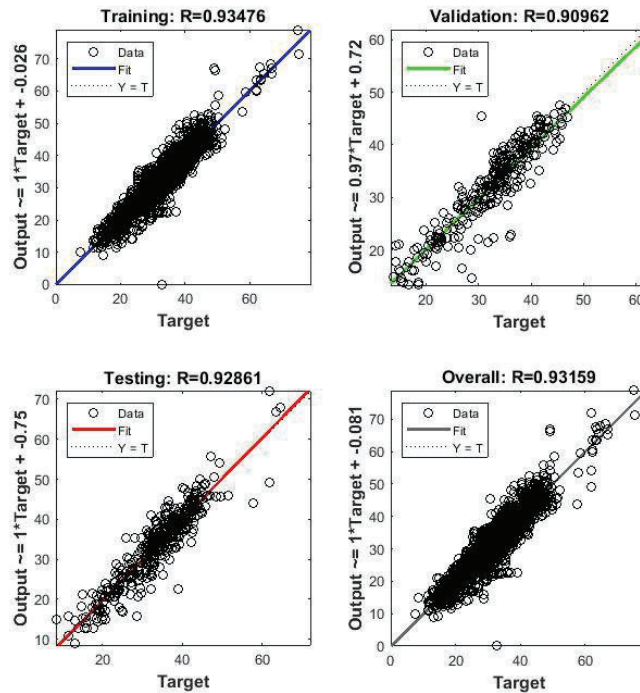 Training: R=0.93476
Output ~= 1*Target + -0.026
70
60
50
40
30
20
10
0
Data
Fit
Y = T
0
20
40
60
Target
Validation: R=0.90962
Output ~= 0.97*Target + 0.72
60
50
40
30
20
Data
Fit
Y = T
20
30
40
50
60
Target
Testing: R=0.92861
Output ~= 1*Target + -0.75
70
60
50
40
30
20
10
Data
Fit
Y = T
20
40
60
Target
Overall: R=0.93159
Output ~= 1*Target + -0.081
70
60
50
40
30
20
10
0
Data
Fit
Y = T
0
20
40
60
Target